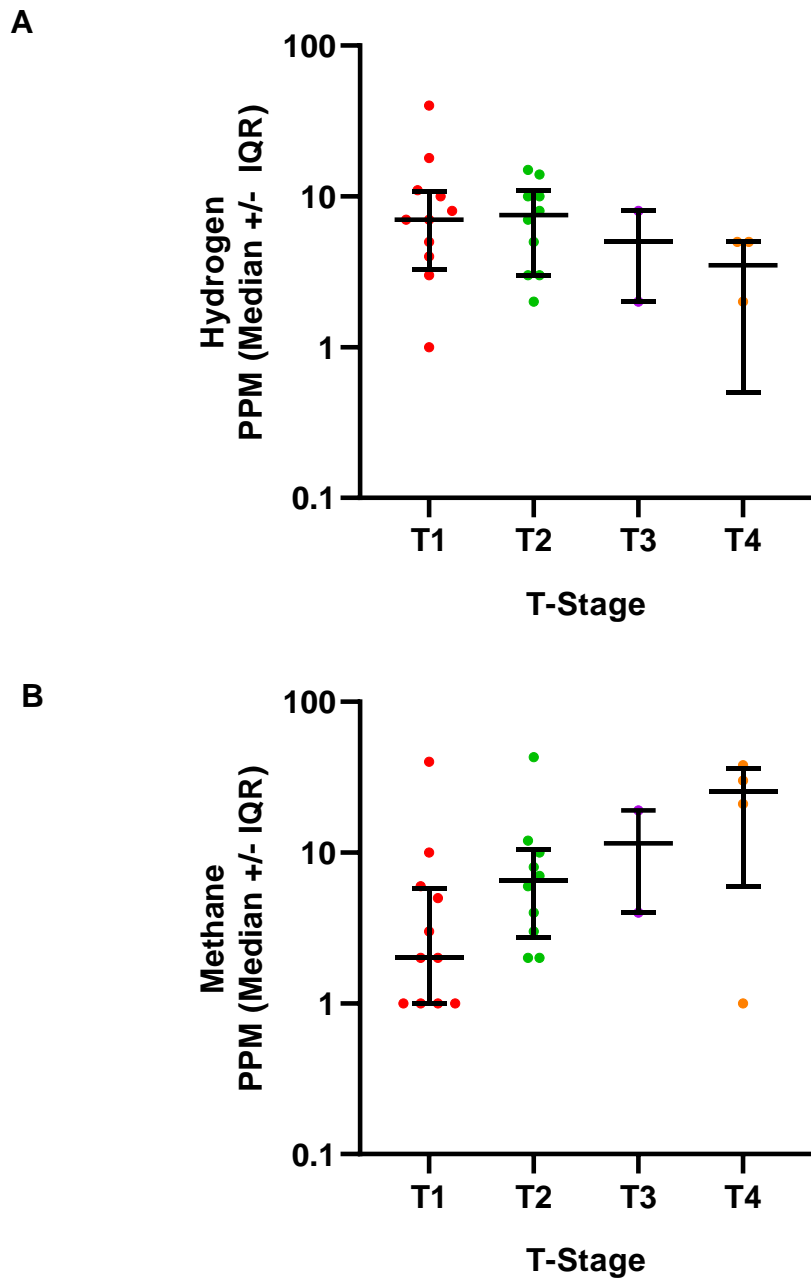 A
Hydrogen
PPM (Median +/-  IQR)
100
10
1
0.1
T1 T2 T3 T4
T-Stage
B
Methane
PPM (Median +/- IQR)
100
10
1
0.1
T1 T2 T3 T4
T-Stage